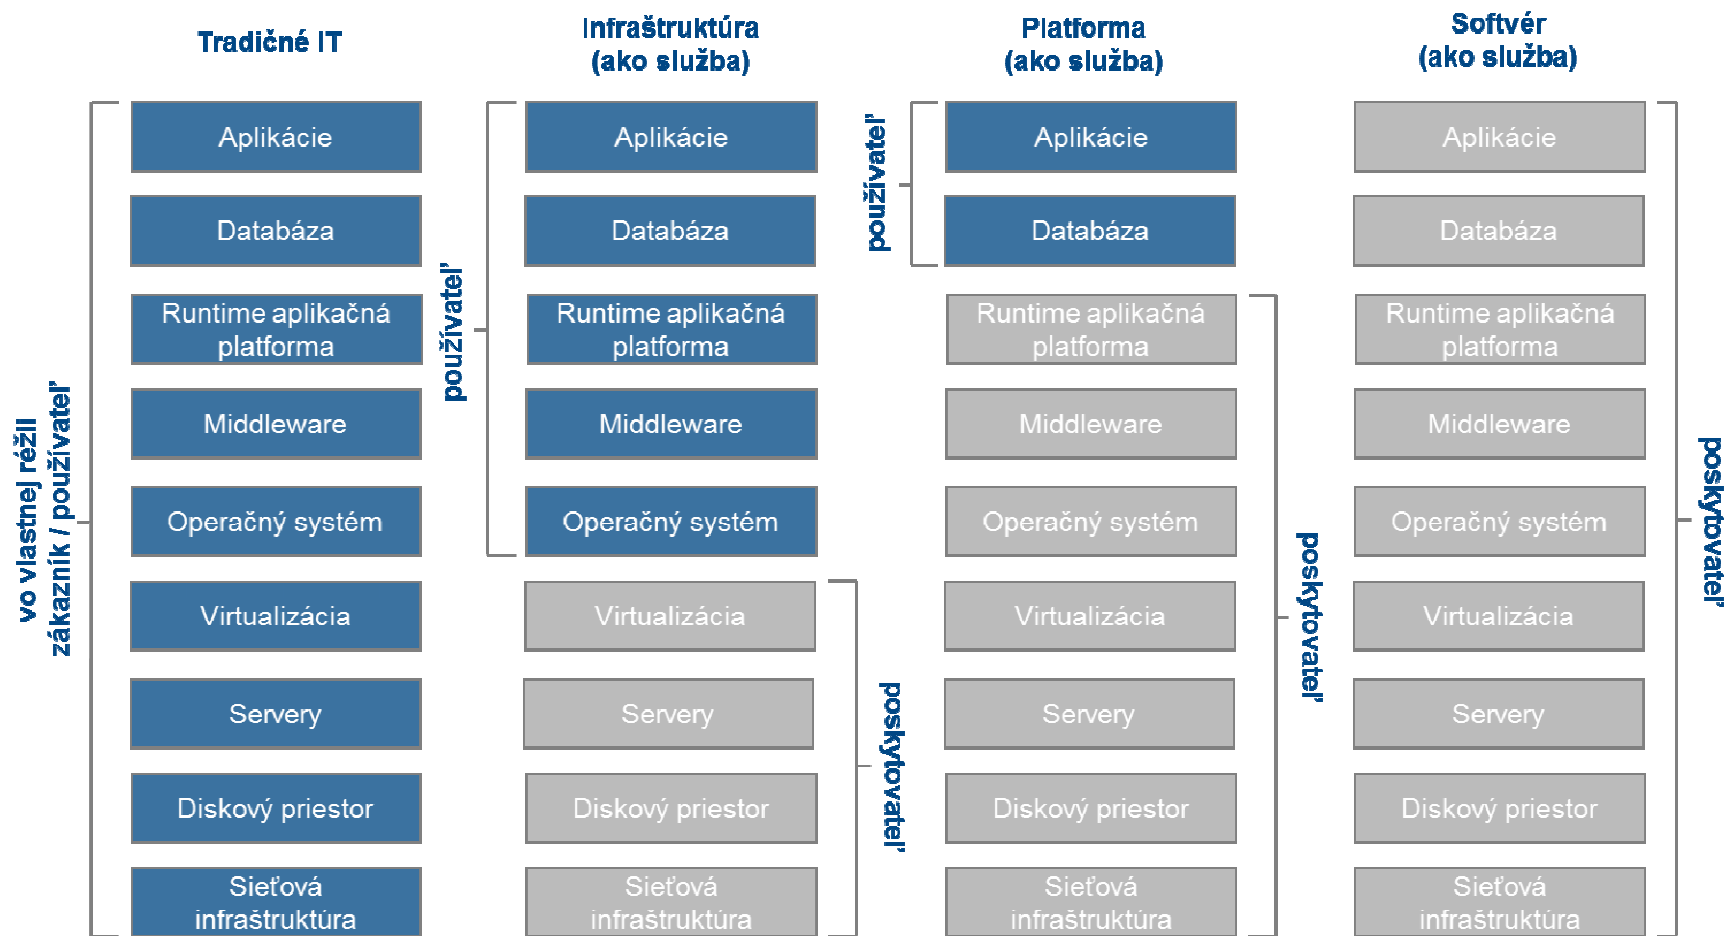 Tradičné IT
Infraštruktúra
(ako služba)
Platforma
(ako služba)
Softvér
(ako služba)
vo vlastnej réžii
zákazník / používateľ
Aplikácie
Databáza
Runtime aplikačná
platforma
Middleware
Operačný systém
Virtualizácia
Servery
Diskový priestor
Sieťová
infraštruktúra
používateľ
Aplikácie
Databáza
Runtime aplikačná
platforma
Middleware
Operačný systém
Virtualizácia
Servery
Diskový priestor
Sieťová
infraštruktúra
poskytovateľ
používateľ
Aplikácie
Databáza
Runtime aplikačná
platforma
Middleware
Operačný systém
Virtualizácia
Servery
Diskový priestor
Sieťová
infraštruktúra
poskytovateľ
Aplikácie
Databáza
Runtime aplikačná
platforma
Middleware
Operačný systém
Virtualizácia
Servery
Diskový priestor
Sieťová
infraštruktúra
poskytovateľ